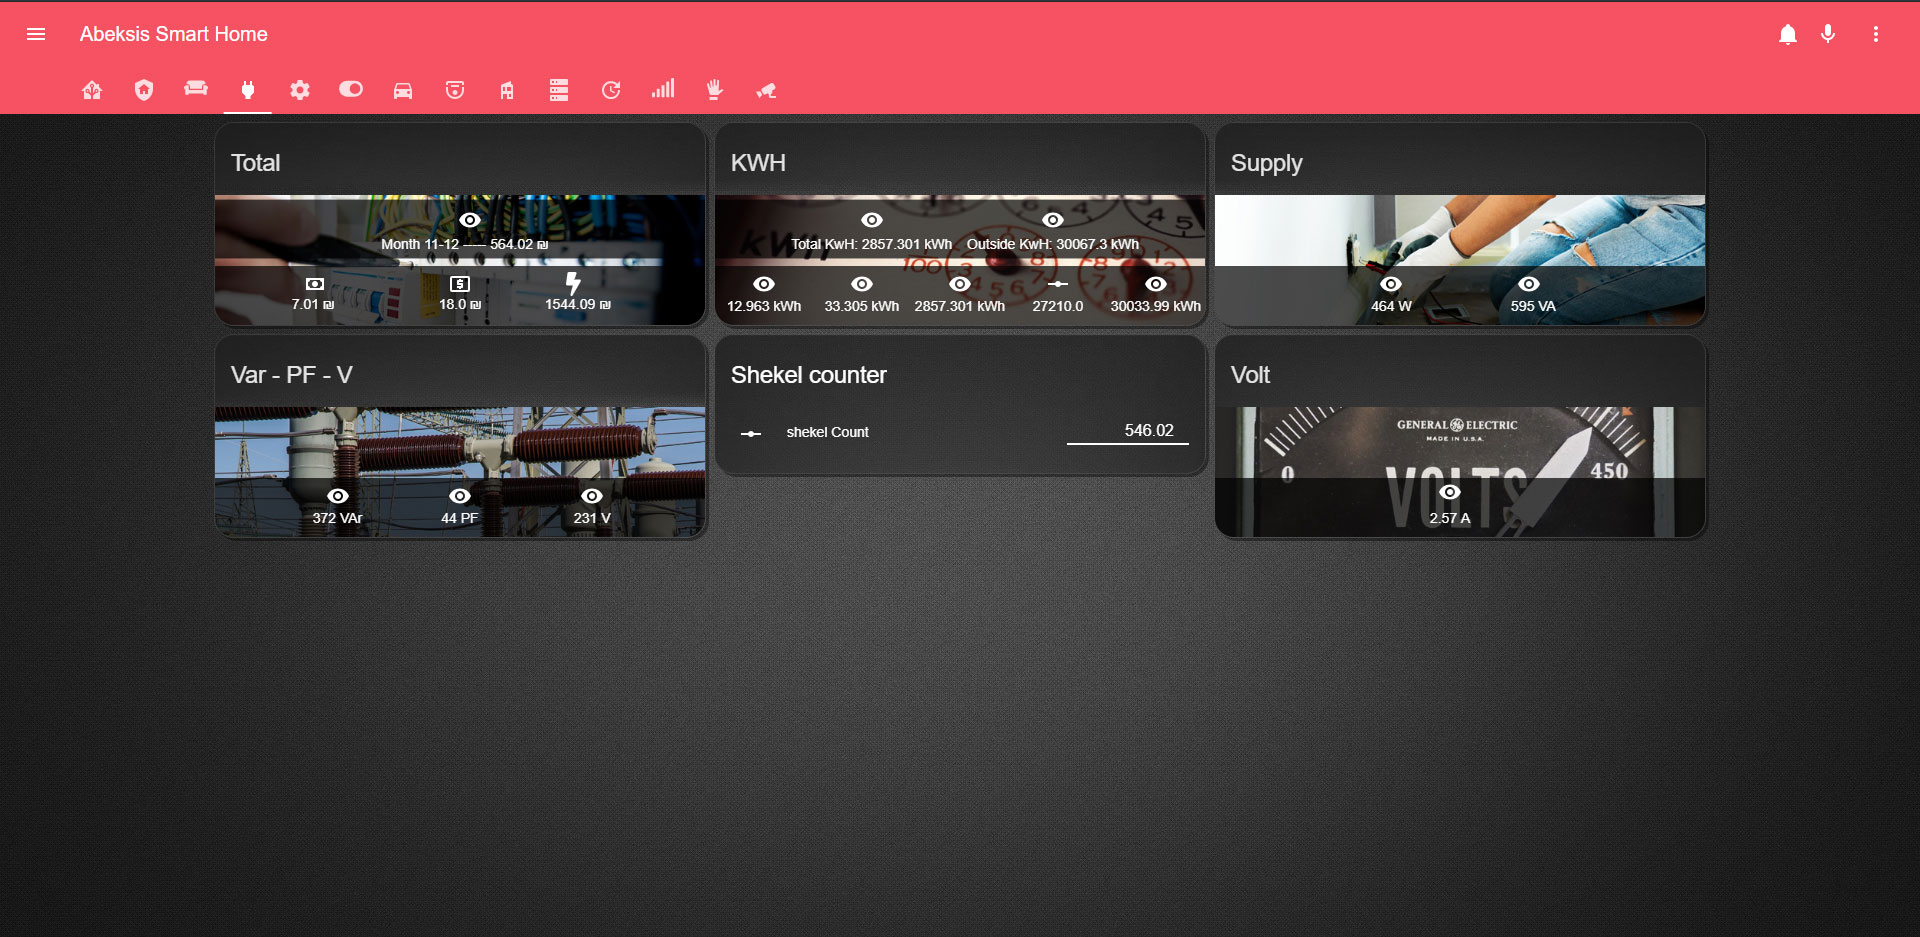 Abeksis Smart Home
Total
Month 11-12 ----- 564.02 ₪
7.01 ₪
18.0 ₪
1544.09 ₪
KWH
kWH
Total KwH: 2857.301 kWh
Outside KwH: 30067.3 kWh
100
12.963 kWh
33.305 kWh
2857.301 kWh
27210.0
30033.99 kWh
Supply
464 W
595 VA
Var - PF - V
372 VAr
44 PF
231 V
Shekel counter
shekel Count
546.02
Volt
GENERAL GE ELECTRIC
MADE IN U.S.A.
0
VOLTS
450
2.57 A